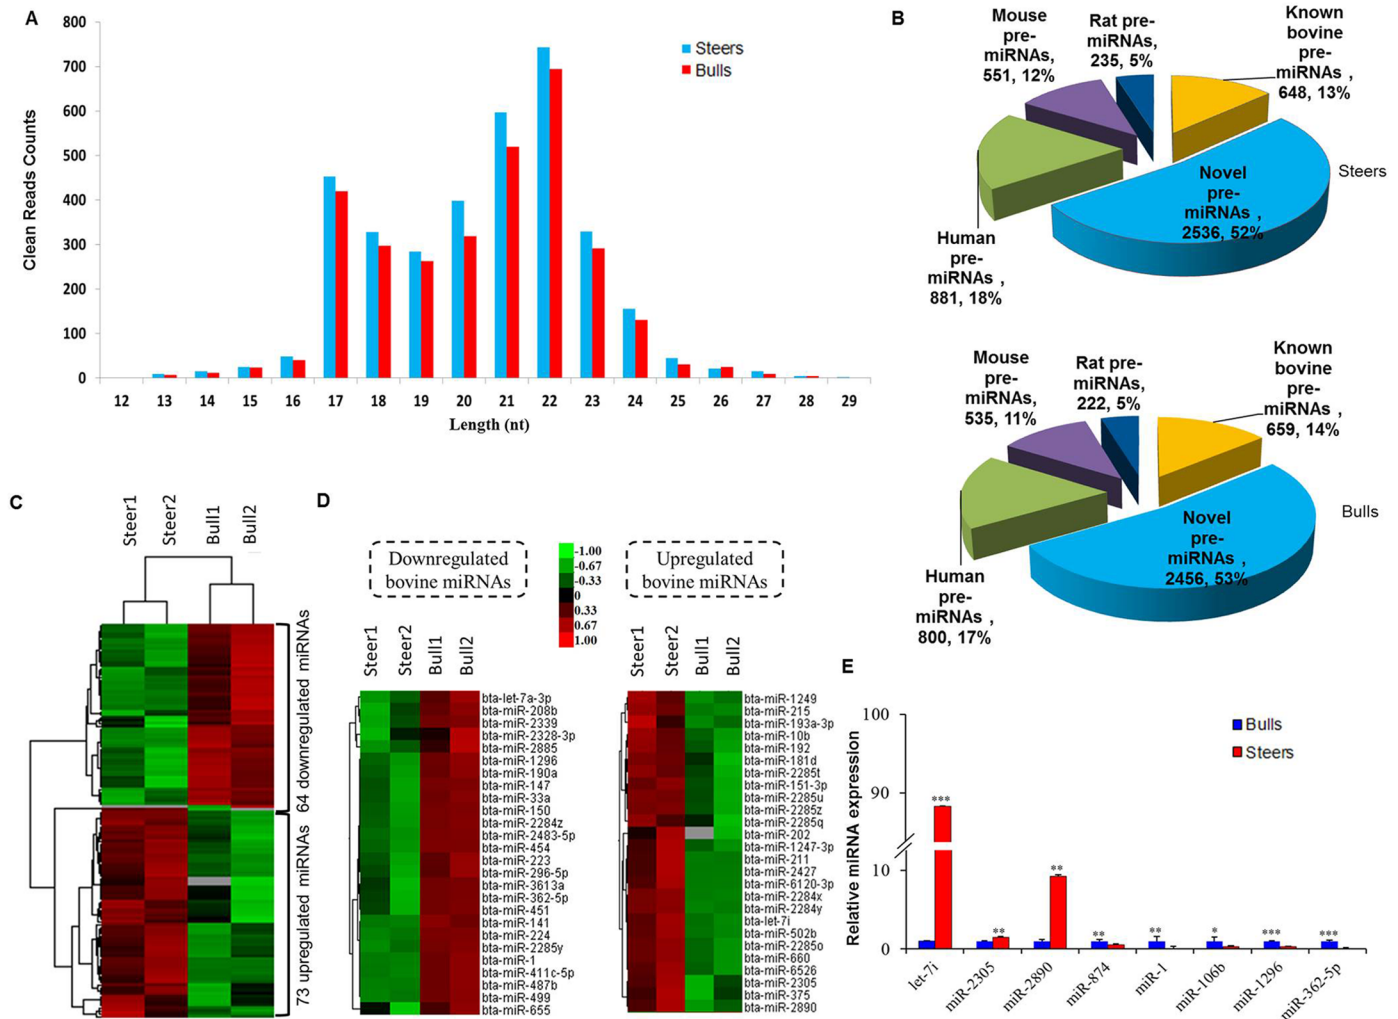 A
800
700
600
500
400
300
200
100
0
Clean Reads Counts
Steers
Bulls
12 13 14 15 16 17 18 19 20 21 22 23 24 25 26 27 28 29
Length (nt)
B
Mouse
pre-
miRNAs,
551, 12%
Rat pre-
miRNAs,
235, 5%
Known
bovine
pre-
miRNAs ,
648, 13%
Novel
pre-
miRNAs ,
2536, 52%
Steers
Human
pre-
miRNAs ,
881, 18%
Mouse
pre-
miRNAs,
535, 11%
Rat pre-
miRNAs,
222, 5%
Known
bovine
pre-
miRNAs ,
659, 14%
Novel
pre-
miRNAs ,
2456, 53%
Bulls
Human
pre-
miRNAs ,
800, 17%
C
Steer1
Steer2
Bull1
Bull2
64 downregulated miRNAs
73 upregulated miRNAs
D
Downregulated
bovine miRNAs
-1.00
-0.67
-0.33
0
0.33
0.67
1.00
Upregulated
bovine miRNAs
Steer1
Steer2
Bull1
Bull2
bta-let-7a-3p
bta-miR-208b
bta-miR-2339
bta-miR-2328-3p
bta-miR-2885
bta-miR-1296
bta-miR-190a
bta-miR-147
bta-miR-33a
bta-miR-150
bta-miR-2284z
bta-miR-2483-5p
bta-miR-454
bta-miR-223
bta-miR-296-5p
bta-miR-3613a
bta-miR-362-5p
bta-miR-451
bta-miR-141
bta-miR-224
bta-miR-2285y
bta-miR-1
bta-miR-411c-5p
bta-miR-487b
bta-miR-499
bta-miR-655
Steer1
Steer2
Bull1
Bull2
bta-miR-1249
bta-miR-215
bta-miR-193a-3p
bta-miR-10b
bta-miR-192
bta-miR-181d
bta-miR-2285t
bta-miR-151-3p
bta-miR-2285u
bta-miR-2285z
bta-miR-2285q
bta-miR-202
bta-miR-1247-3p
bta-miR-211
bta-miR-2427
bta-miR-6120-3p
bta-miR-2284x
bta-miR-2284y
bta-let-7i
bta-miR-502b
bta-miR-2285o
bta-miR-660
bta-miR-6526
bta-miR-2305
bta-miR-375
bta-miR-2890
E
Relative miRNA expression
100
90
10
0
Bulls
Steers
***
**
**
**
**
*
***
***
let-7i
miR-2305
miR-2890
miR-874
miR-1
miR-106b
miR-1296
miR-362-5p